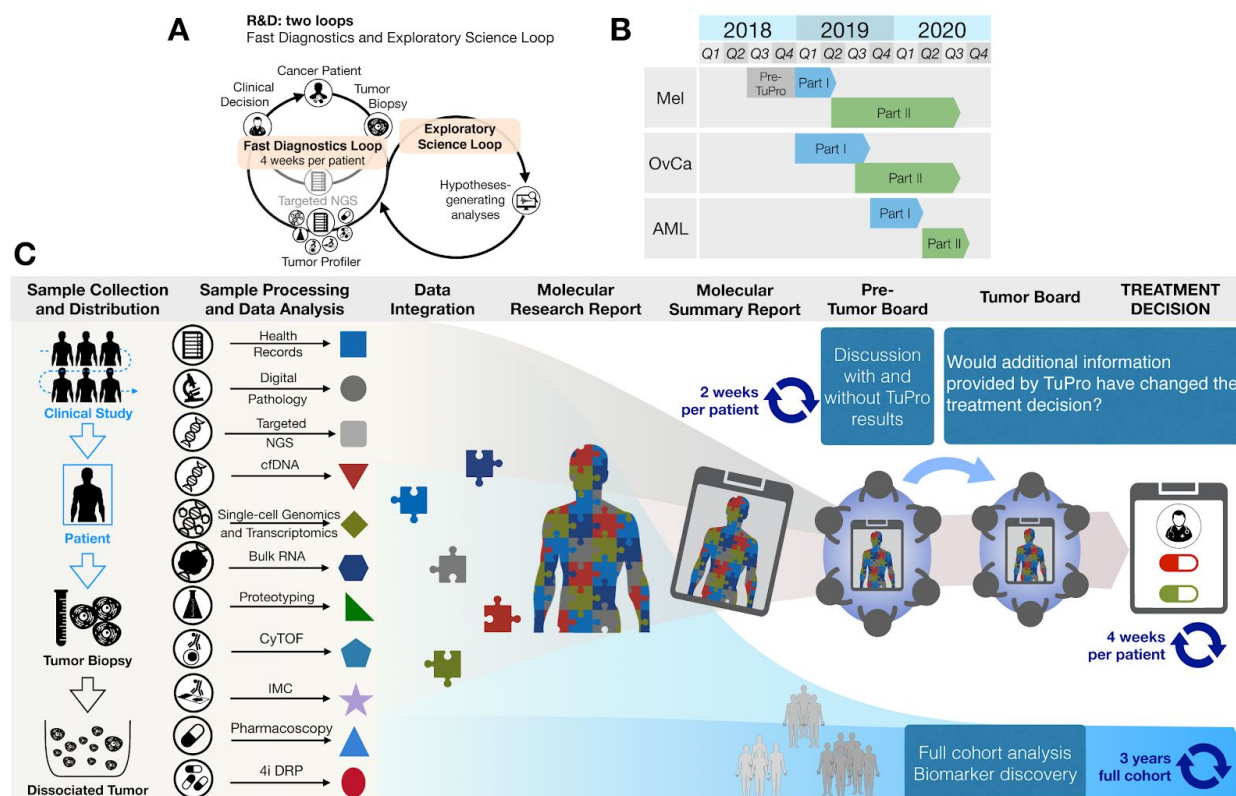 A
R&D: two loops
Fast Diagnostics and Exploratory Science Loop
Cancer Patient
Clinical
Decision
Tumor
Biopsy
Fast Diagnostics Loop
4 weeks per patient
Targeted NGS
Tumor Profiler
Exploratory
Science Loop
Hypotheses-
generating
analyses
B
2018 2019 2020
Q1 Q2 Q3 Q4 Q1 Q2 Q3 Q4 Q1 Q2 Q3 Q4
Mel
Pre-
TuPro
Part I
Part II
OvCa
Part I
Part II
AML
Part I
Part II
C
Sample Collection
and Distribution
Sample Processing
and Data Analysis
Data
Integration
Molecular
Research Report
Molecular
Summary Report
Pre-
Tumor Board
Tumor Board
TREATMENT
DECISION
Clinical Study
Patient
Tumor Biopsy
Dissociated Tumor
Health
Records
Digital
Pathology
Targeted
NGS
cfDNA
Single-cell Genomics
and Transcriptomics
Bulk RNA
Proteotyping
CyTOF
IMC
Pharmacoscopy
4i DRP
2 weeks
per patient
Discussion
with and
without TuPro
results
Would additional information
provided by TuPro have changed the
treatment decision?
4 weeks
per patient
Full cohort analysis
Biomarker discovery
3 years
full cohort